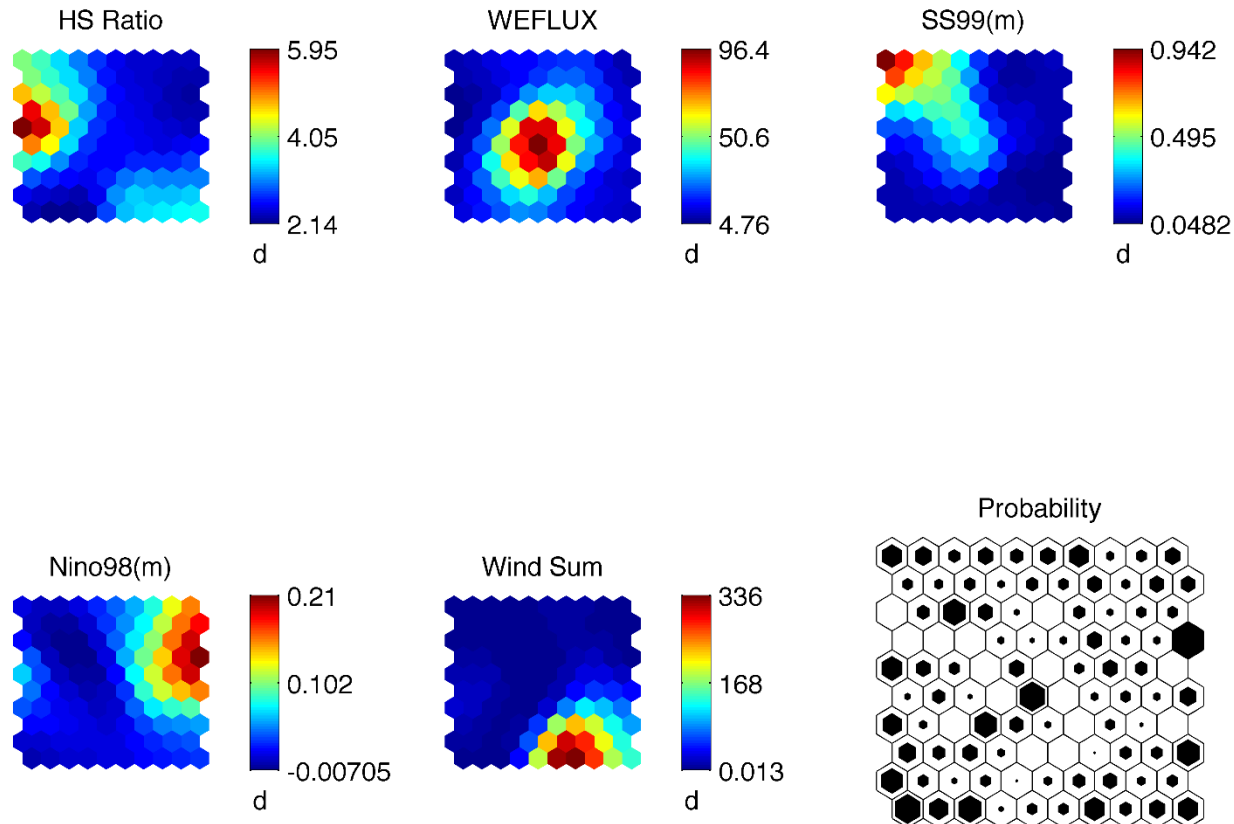 HS Ratio
5.95
4.05
2.14
d
WEFLUX
96.4
50.6
4.76
d
SS99(m)
0.942
0.495
0.0482
d
Nino98(m)
0.21
0.102
-0.00705
d
Wind Sum
336
168
0.013
d
Probability